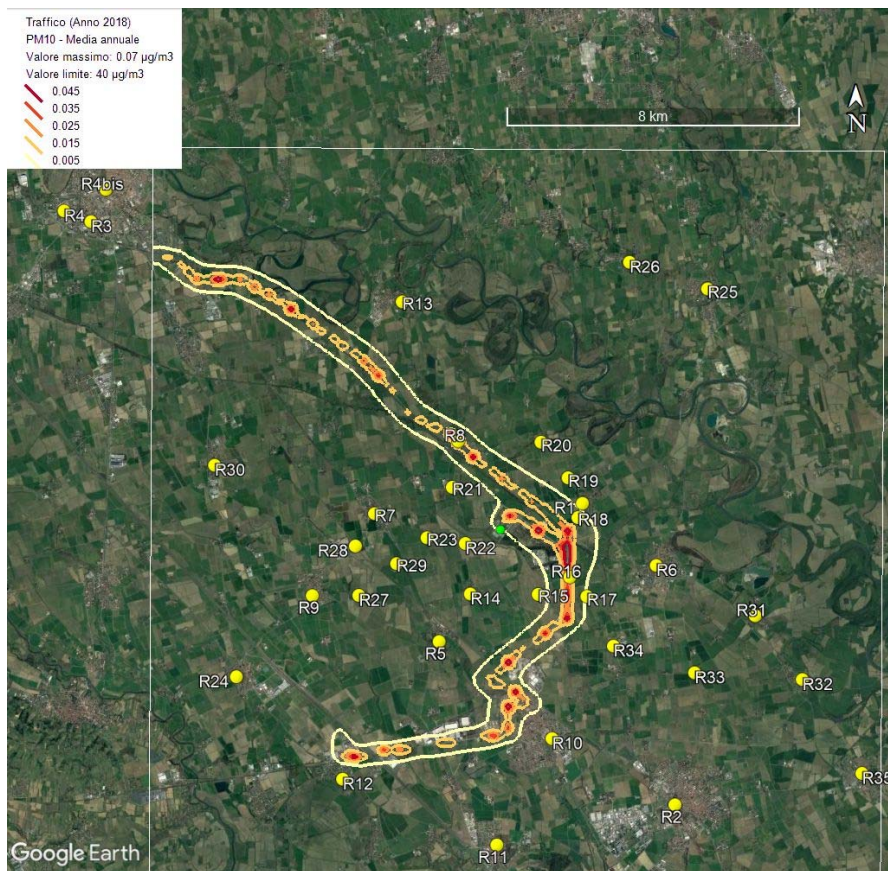 Traffico (Anno 2018)
PM10 - Media annuale
Valore massimo: 0.07 µg/m3
Valore limite: 40 µg/m3
0.045
0.035
0.025
0.015
0.005
8 km
N
R4bis
R4
R3
R26
R25
R13
R8
R20
R30
R19
R21
R1
R18
R7
R23
R22
R28
R29
R16
R6
R9
R27
R14
R15
R17
R31
R5
R34
R24
R33
R32
R10
R12
R35
R2
R11
Google Earth